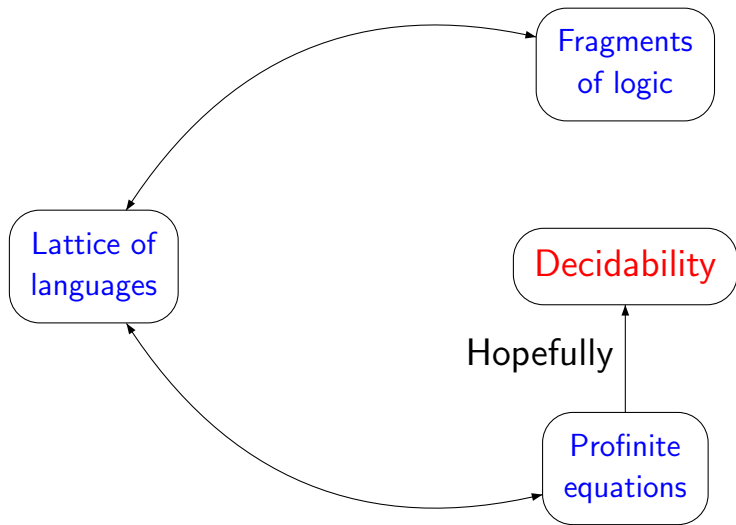 Fragments
of logic
Lattice of
languages
Decidability
Hopefully
Profinite
equations